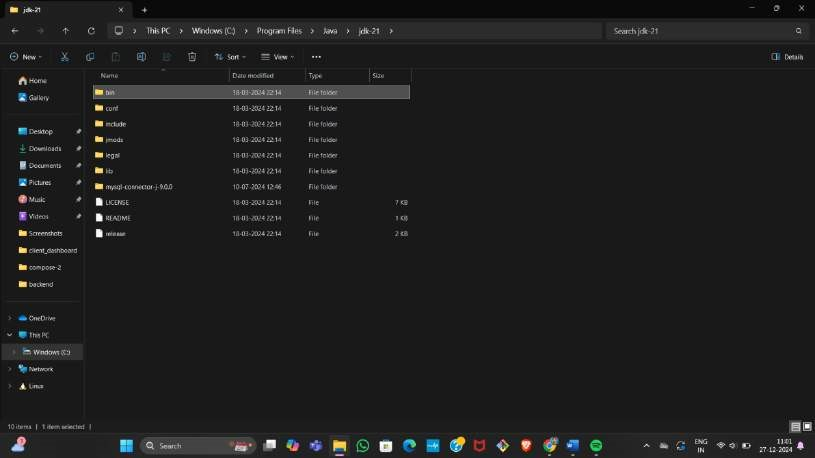 jdk-21
This PC > Windows (C:) > Program Files > Java > jdk-21 >
Search jdk-21
New
Sort
View
Details
Name Date modified Type Size
Home
Gallery
Desktop
Downloads
Documents
Pictures
Music
Videos
Screenshots
client_dashboard
compose-2
backend
OneDrive
This PC
Windows (C:)
Network
Linux
bin 18-03-2024 22:14 File folder
conf 18-03-2024 22:14 File folder
include 18-03-2024 22:14 File folder
jmods 18-03-2024 22:14 File folder
legal 18-03-2024 22:14 File folder
lib 18-03-2024 22:14 File folder
mysql-connector-j-9.0.0 10-07-2024 12:46 File folder
LICENSE 18-03-2024 22:14 File 7 KB
README 18-03-2024 22:14 File 1 KB
release 18-03-2024 22:14 File 2 KB
10 items | 1 item selected |
Search
ENG
IN
11:01
27-12-2024